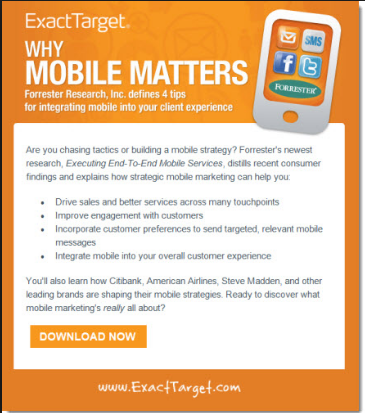 ExactTarget.
WHY
MOBILE MATTERS
Forrester Research, Inc. defines 4 tips
for integrating mobile into your client experience
SMS
f
t
FORRESTER
Are you chasing tactics or building a mobile strategy? Forrester's newest
research, Executing End-To-End Mobile Services, distills recent consumer
findings and explains how strategic mobile marketing can help you:
• Drive sales and better services across many touchpoints
• Improve engagement with customers
• Incorporate customer preferences to send targeted, relevant mobile
messages
• Integrate mobile into your overall customer experience
You'll also learn how Citibank, American Airlines, Steve Madden, and other
leading brands are shaping their mobile strategies. Ready to discover what
mobile marketing's really all about?
DOWNLOAD NOW
www.ExactTarget.com